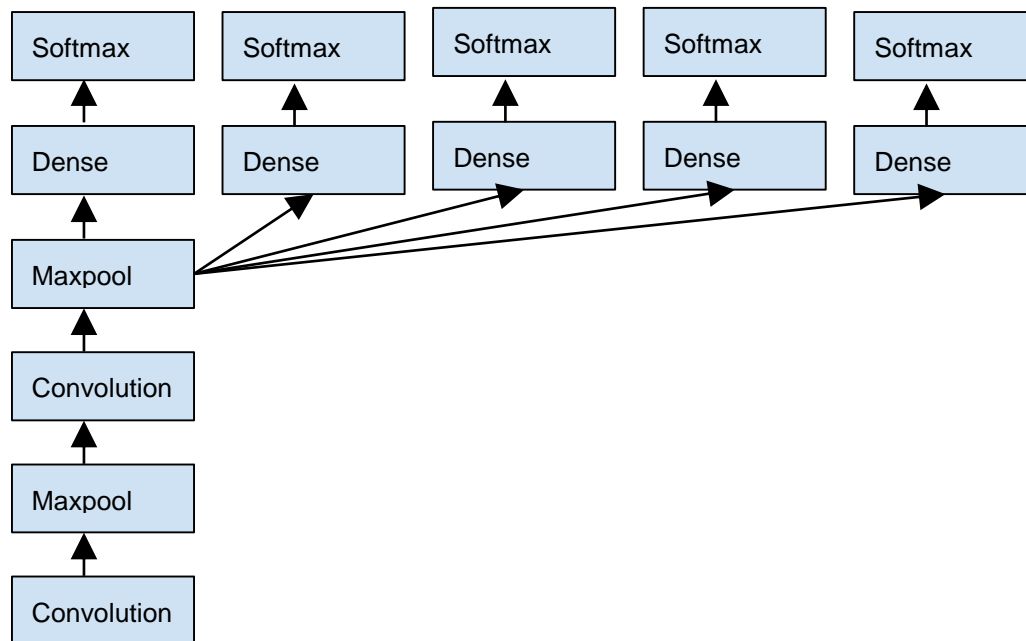 Softmax
Softmax
Softmax
Softmax
Softmax
Dense
Dense
Dense
Dense
Dense
Maxpool
Convolution
Maxpool
Convolution